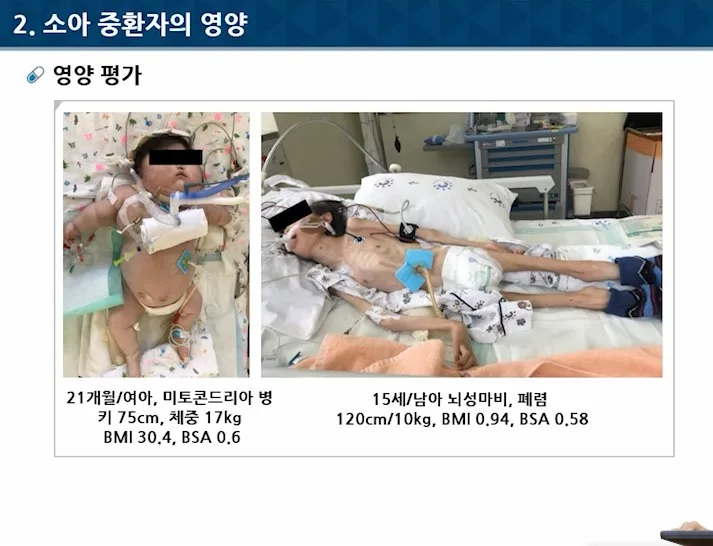 2. 소아 중환자의 영양
영양 평가
21개월/여아, 미토콘드리아 병
키 75cm, 체중 17kg
BMI 30.4, BSA 0.6
15세/남아 뇌성마비, 폐렴
120cm/10kg, BMI 0.94, BSA 0.58